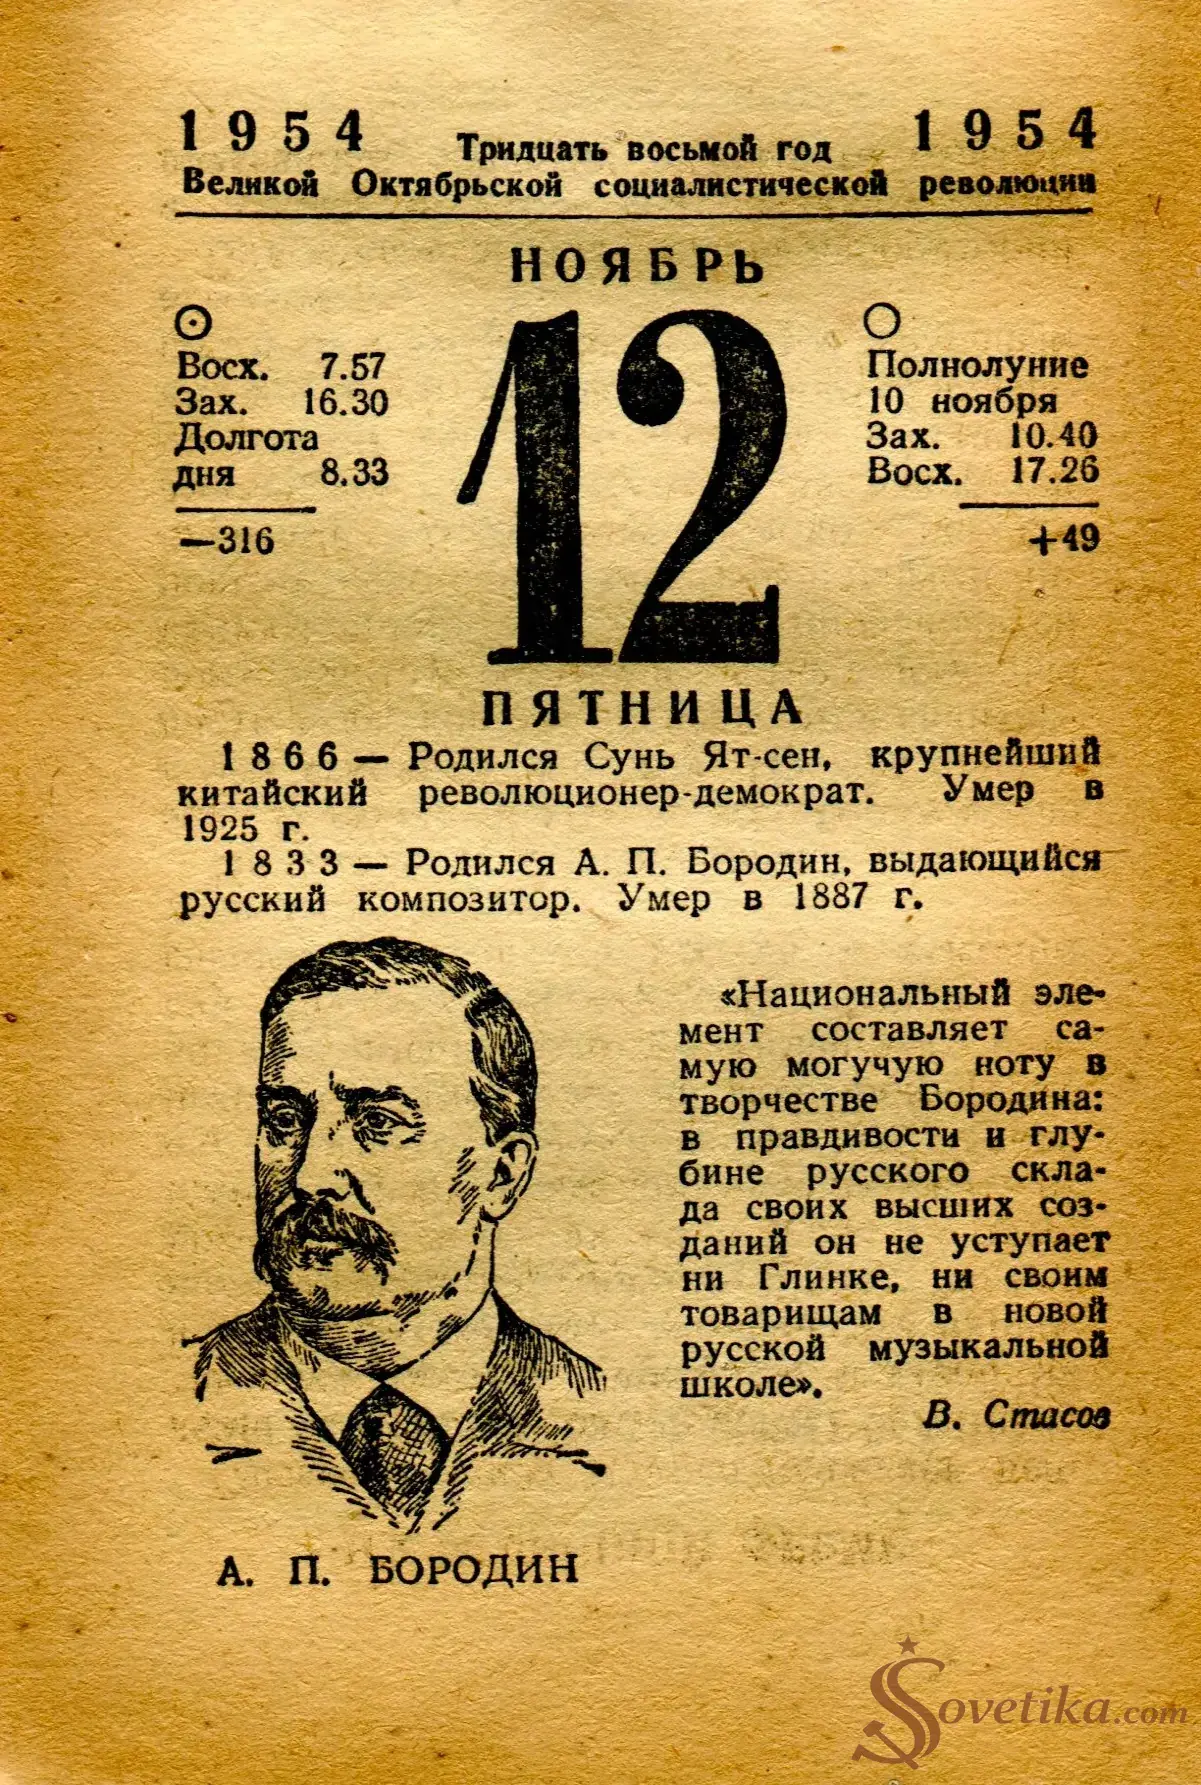 1954 Тридцать восьмой год 1954
Великой Октябрьской социалистической революции
НОЯБРЬ
Восх. 7.57
Зах. 16.30
Долгота
дня 8.33
—316
12
Полнолуние
10 ноября
Зах. 10.40
Восх. 17.26
+49
ПЯТНИЦА
1866 — Родился Сунь Ят-сен, крупнейший
китайский революционер-демократ. Умер в
1925 г.
1833 — Родился А. П. Бородин, выдающийся
русский композитор. Умер в 1887 г.
«Национальный эле-
мент составляет са-
мую могучую ноту в
творчестве Бородина:
в правдивости и глу-
бине русского скла-
да своих высших соз-
даний он не уступает
ни Глинке, ни своим
товарищам в новой
русской музыкальной
школе».
В. Стасов
А. П. БОРОДИН
Sovetika.com